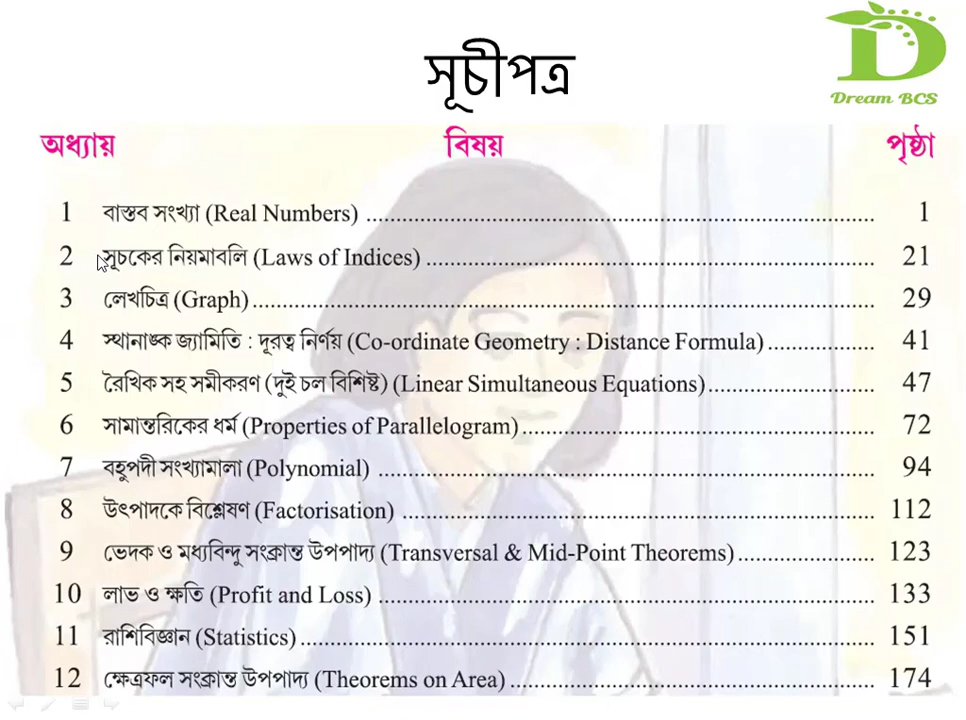 সূচীপত্র
Dream BCS
অধ্যায় বিষয় পৃষ্ঠা
1 বাস্তব সংখ্যা (Real Numbers) 1
2 সূচকের নিয়মাবলি (Laws of Indices) 21
3 লেখচিত্র (Graph) 29
4 স্থানাঙ্ক জ্যামিতি : দূরত্ব নির্ণয় (Co-ordinate Geometry : Distance Formula) 41
5 রৈখিক সহ সমীকরণ (দুই চল বিশিষ্ট) (Linear Simultaneous Equations) 47
6 সামান্তরিকের ধর্ম (Properties of Parallelogram) 72
7 বহুপদী সংখ্যামালা (Polynomial) 94
8 উৎপাদকে বিশ্লেষণ (Factorisation) 112
9 ভেদক ও মধ্যবিন্দু সংক্রান্ত উপপাদ্য (Transversal & Mid-Point Theorems) 123
10 লাভ ও ক্ষতি (Profit and Loss) 133
11 রাশিবিজ্ঞান (Statistics) 151
12 ক্ষেত্রফল সংক্রান্ত উপপাদ্য (Theorems on Area) 174